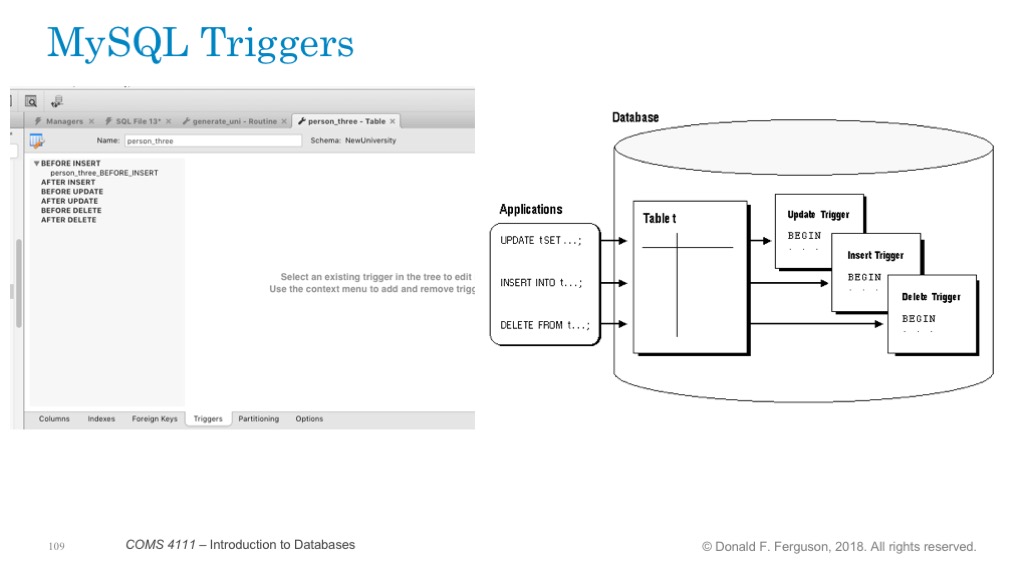 MySQL Triggers
Managers
SQL File 13*
generate_uni - Routine
person_three - Table
Name: person_three
Schema: NewUniversity
BEFORE INSERT
person_three_BEFORE_INSERT
AFTER INSERT
BEFORE UPDATE
AFTER UPDATE
BEFORE DELETE
AFTER DELETE
Select an existing trigger in the tree to edit
Use the context menu to add and remove trigg
Columns
Indexes
Foreign Keys
Triggers
Partitioning
Options
Database
Applications
UPDATE t SET...;
INSERT INTO t...;
DELETE FROM t...;
Table t
Update Trigger
BEGIN
. . .
Insert Trigger
BEGIN
. . .
Delete Trigger
BEGIN
. . .
109
COMS 4111 – Introduction to Databases
© Donald F. Ferguson, 2018. All rights reserved.